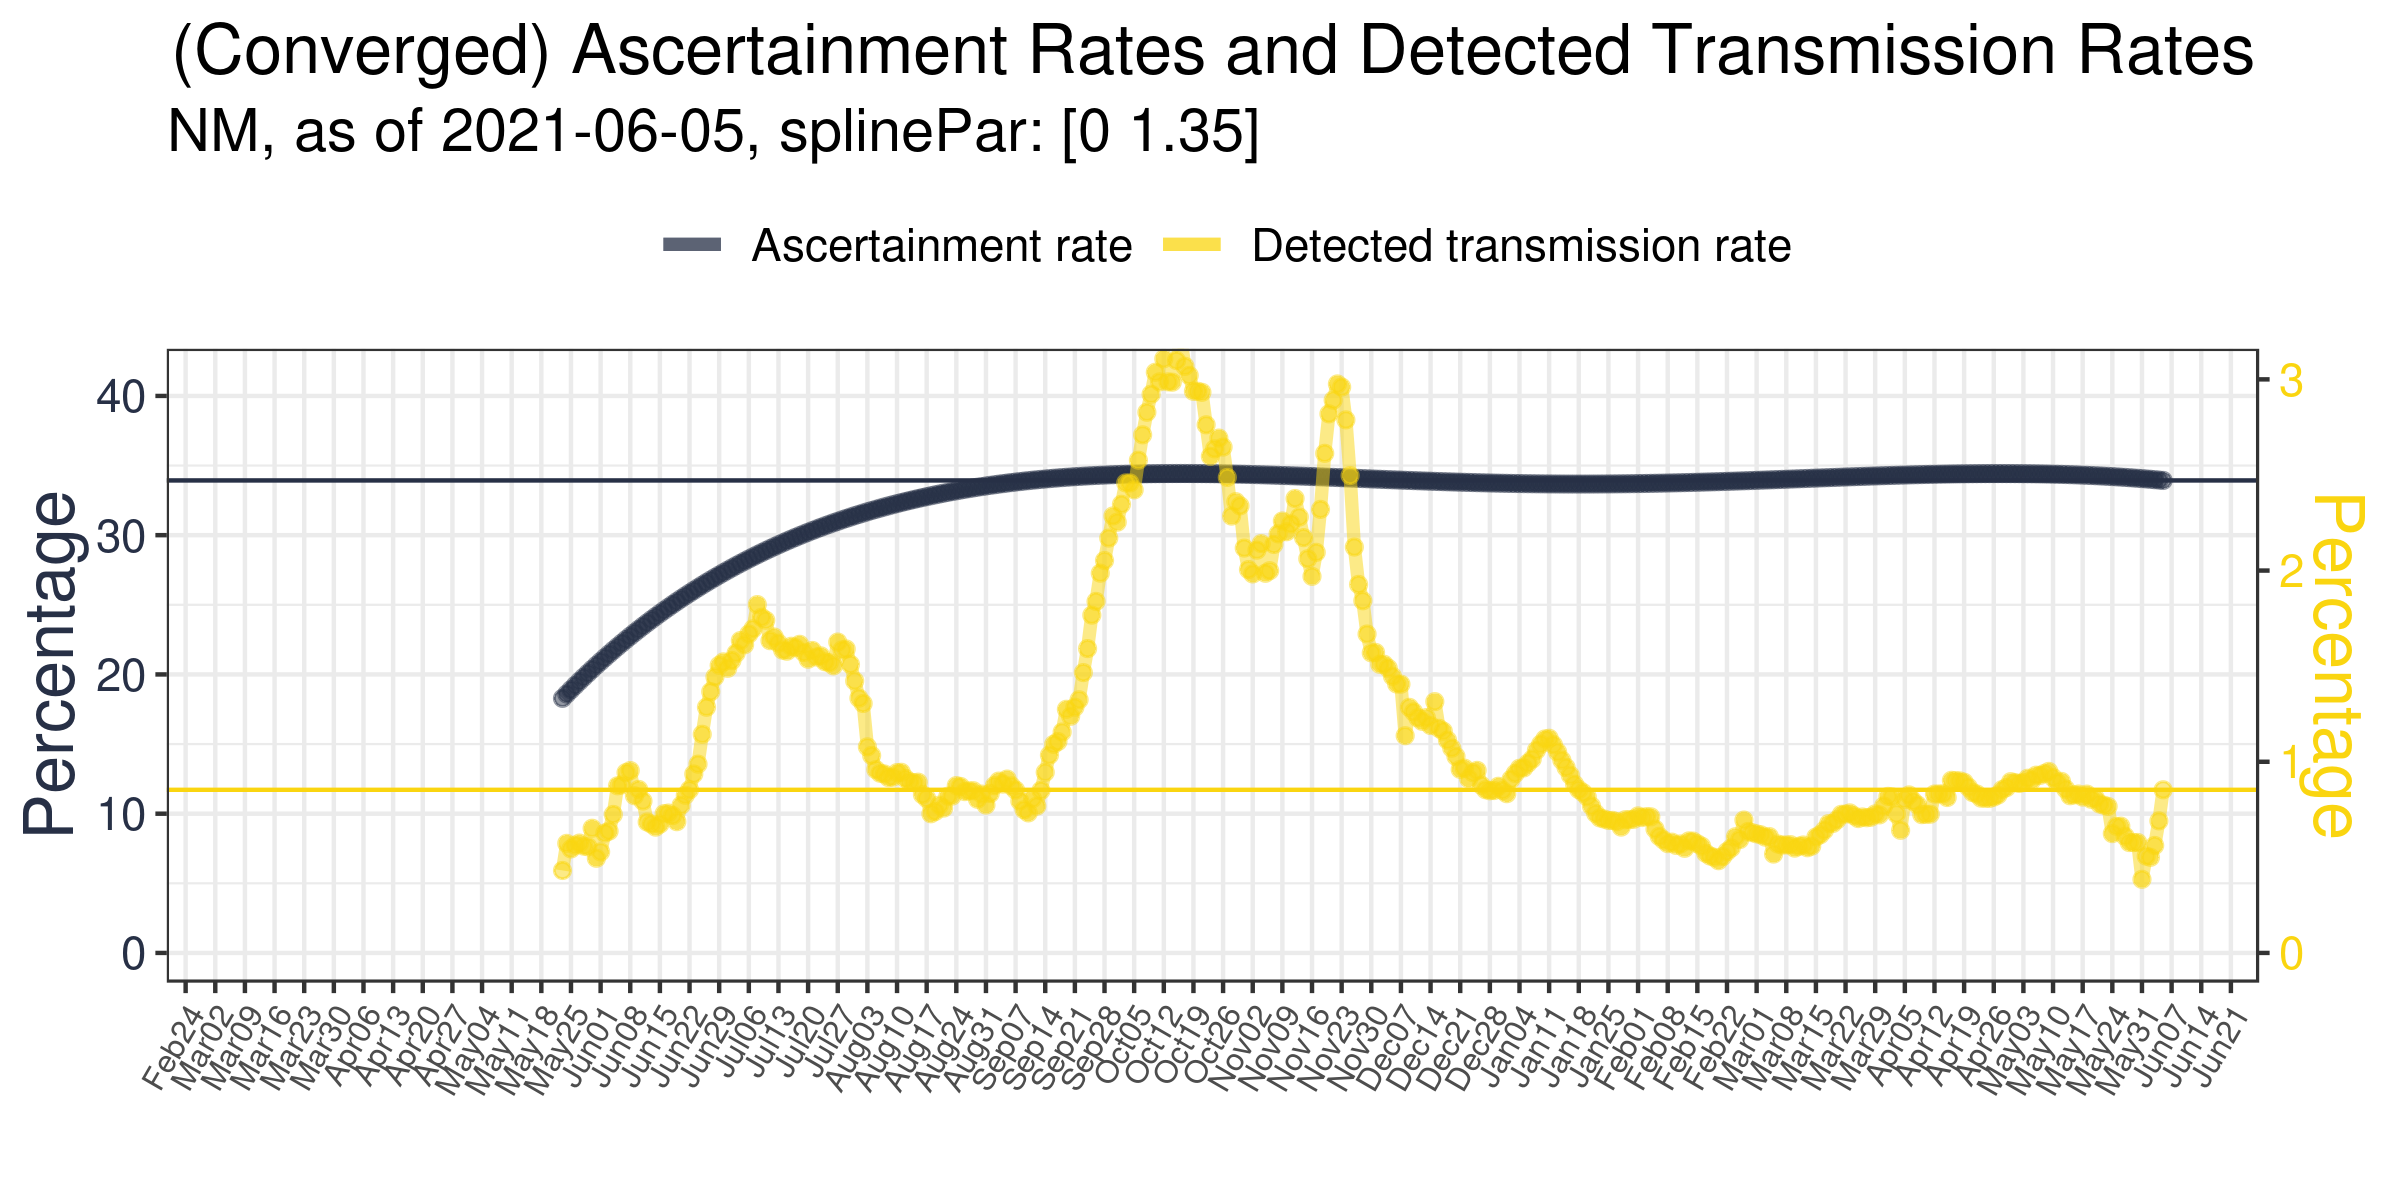 (Converged) Ascertainment Rates and Detected Transmission Rates
NM, as of 2021-06-05, splinePar: [0 1.35]
Ascertainment rate
Detected transmission rate
Percentage
40
30
20
10
0
3
2
1
0
Percentage
Feb24
Mar02
Mar09
Mar16
Mar23
Mar30
Apr06
Apr13
Apr20
Apr27
May04
May11
May18
May25
Jun01
Jun08
Jun15
Jun22
Jun29
Jul06
Jul13
Jul20
Jul27
Aug03
Aug10
Aug17
Aug24
Aug31
Sep07
Sep14
Sep21
Sep28
Oct05
Oct12
Oct19
Oct26
Nov02
Nov09
Nov16
Nov23
Nov30
Dec07
Dec14
Dec21
Dec28
Jan04
Jan11
Jan18
Jan25
Feb01
Feb08
Feb15
Feb22
Mar01
Mar08
Mar15
Mar22
Mar29
Apr05
Apr12
Apr19
Apr26
May03
May10
May17
May24
May31
Jun07
Jun14
Jun21